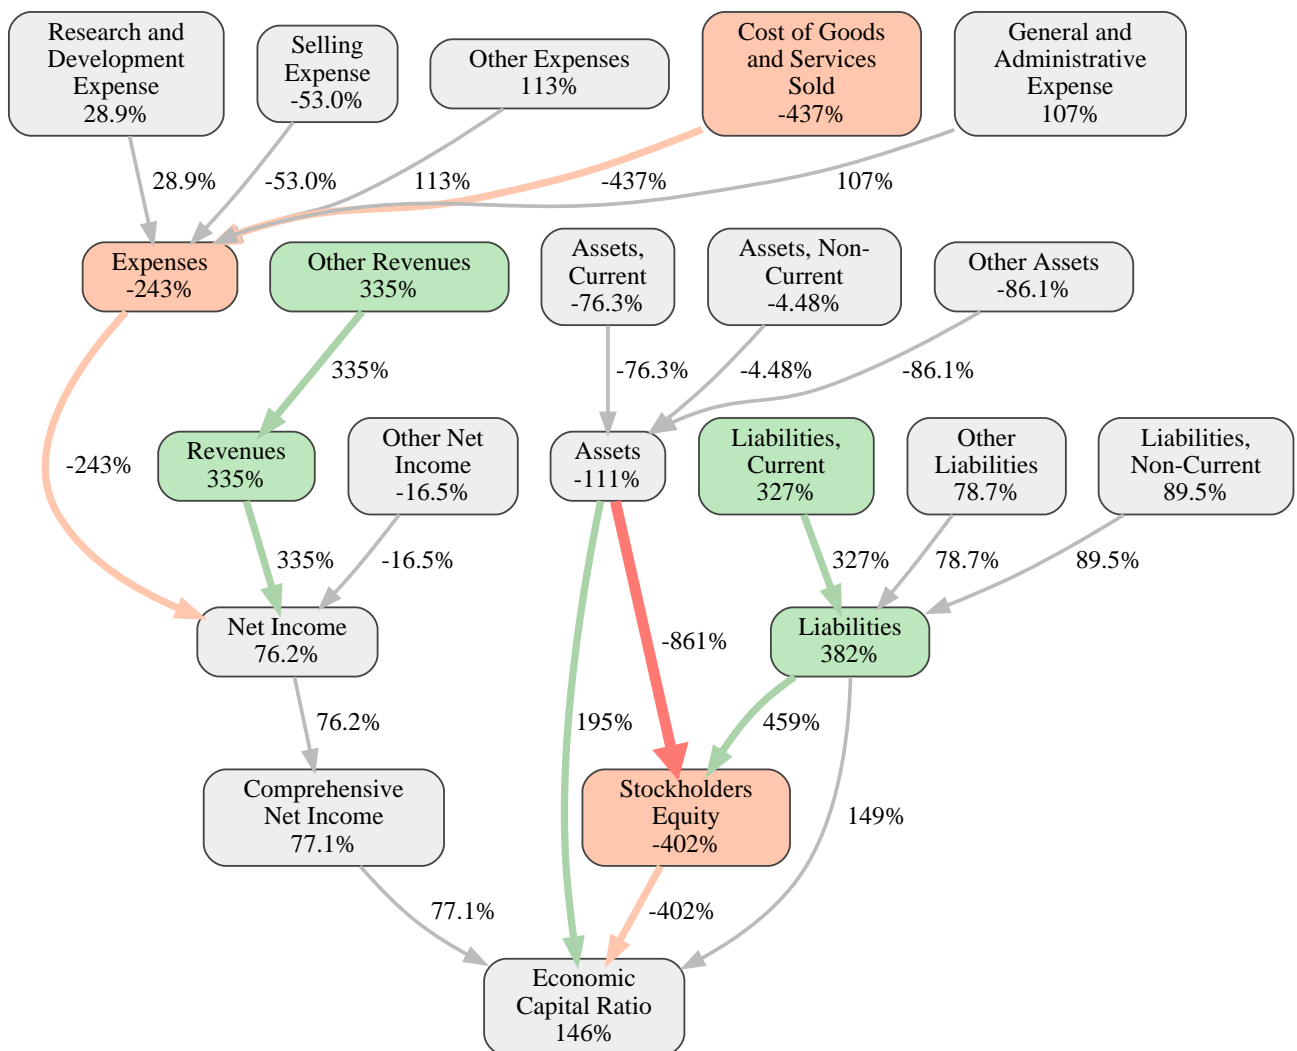 Research and
Development
Expense
28.9%
Selling
Expense
-53.0%
Other Expenses
113%
Cost of Goods
and Services
Sold
-437%
General and
Administrative
Expense
107%
28.9%
-53.0%
113%
-437%
107%
Expenses
-243%
Other Revenues
335%
Assets,
Current
-76.3%
Assets, Non-
Current
-4.48%
Other Assets
-86.1%
335%
-76.3%
-4.48%
-86.1%
-243%
Revenues
335%
Other Net
Income
-16.5%
Assets
-111%
Liabilities,
Current
327%
Other
Liabilities
78.7%
Liabilities,
Non-Current
89.5%
335%
-16.5%
327%
78.7%
89.5%
Net Income
76.2%
-861%
Liabilities
382%
76.2%
195%
459%
Comprehensive
Net Income
77.1%
Stockholders
Equity
-402%
149%
77.1%
-402%
Economic
Capital Ratio
146%